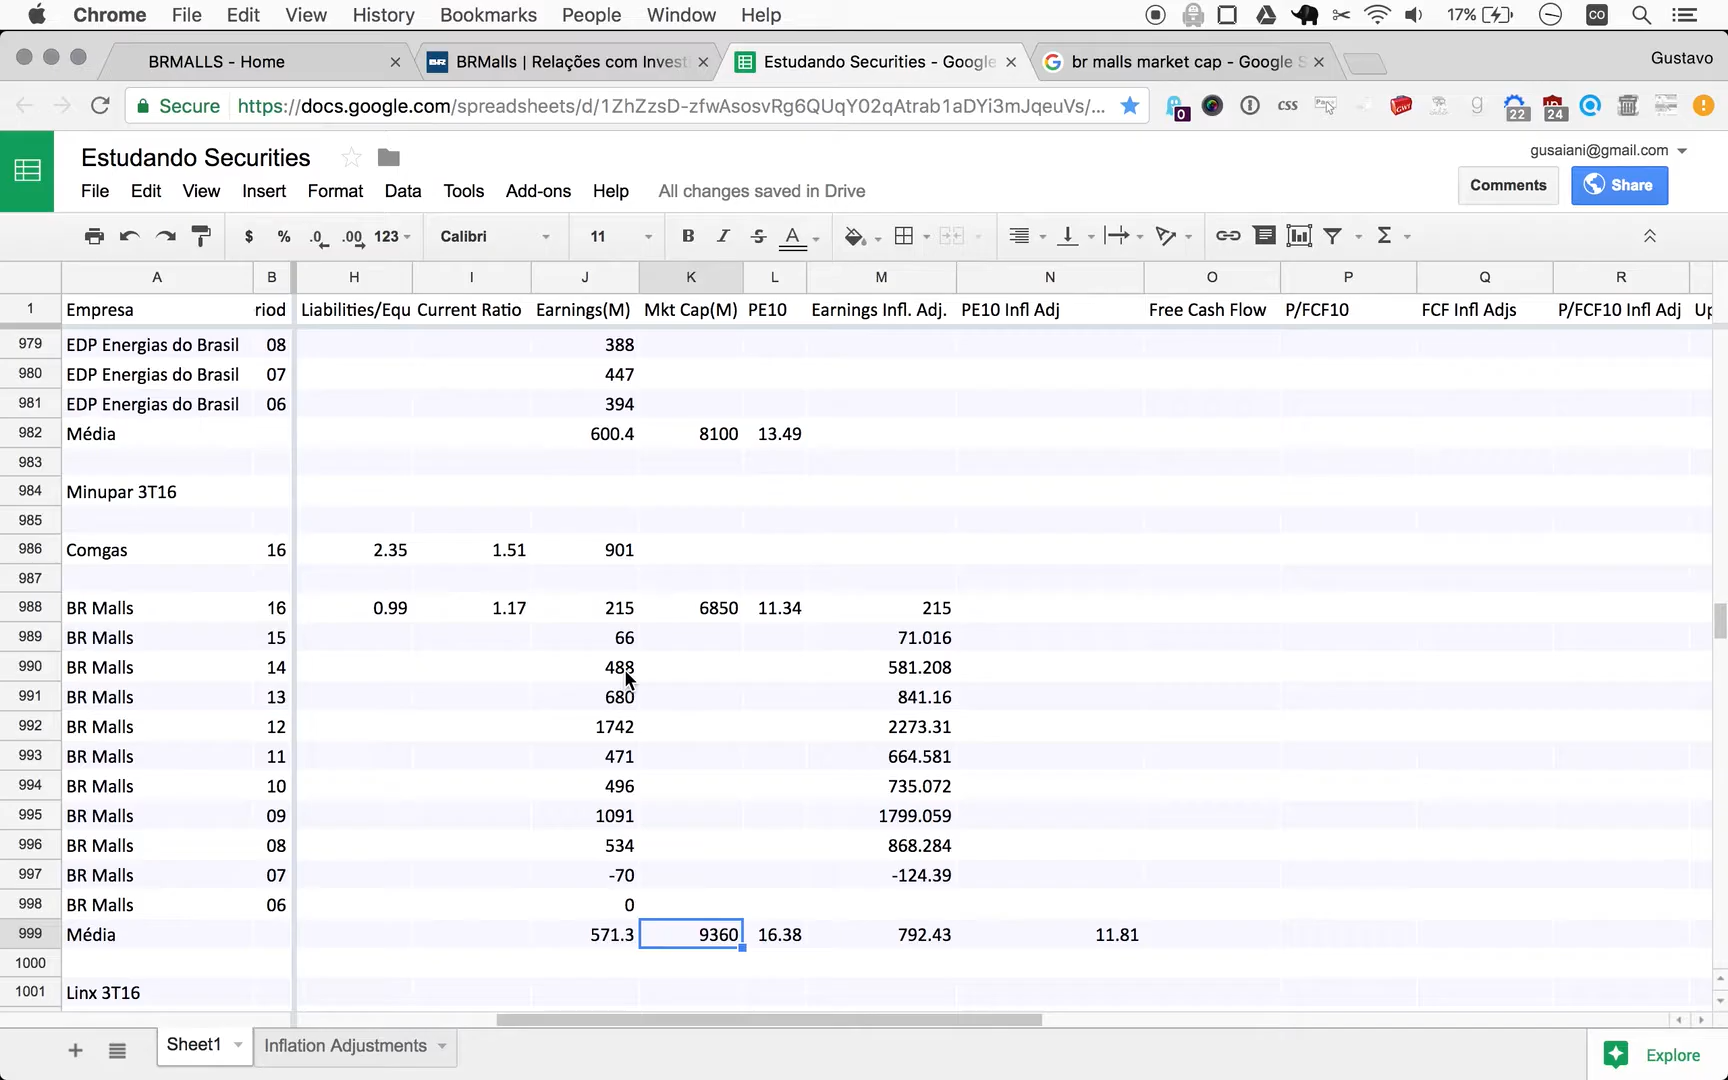 Chrome File Edit View History Bookmarks People Window Help 17% CO
BRMALLS - Home
BRMalls | Relações com Invest
Estudando Securities - Google
br malls market cap - Google S
Gustavo
Secure https://docs.google.com/spreadsheets/d/1ZhZzsD-zfwAsosvRg6QUqY02qAtrab1aDYi3mJqeuVs/...
0 css 22 24
Estudando Securities
gusaiani@gmail.com
File Edit View Insert Format Data Tools Add-ons Help All changes saved in Drive
Comments Share
$ % .0 .00 123 Calibri 11 B I S A
A B H I J K L M N O P Q R
1 Empresa riod Liabilities/Equ Current Ratio Earnings(M) Mkt Cap(M) PE10 Earnings Infl. Adj. PE10 Infl Adj Free Cash Flow P/FCF10 FCF Infl Adjs P/FCF10 Infl Adj Up
979 EDP Energias do Brasil 08 388
980 EDP Energias do Brasil 07 447
981 EDP Energias do Brasil 06 394
982 Média 600.4 8100 13.49
983
984 Minupar 3T16
985
986 Comgas 16 2.35 1.51 901
987
988 BR Malls 16 0.99 1.17 215 6850 11.34 215
989 BR Malls 15 66 71.016
990 BR Malls 14 488 581.208
991 BR Malls 13 680 841.16
992 BR Malls 12 1742 2273.31
993 BR Malls 11 471 664.581
994 BR Malls 10 496 735.072
995 BR Malls 09 1091 1799.059
996 BR Malls 08 534 868.284
997 BR Malls 07 -70 -124.39
998 BR Malls 06 0
999 Média 571.3 9360 16.38 792.43 11.81
1000
1001 Linx 3T16
Sheet1 Inflation Adjustments Explore